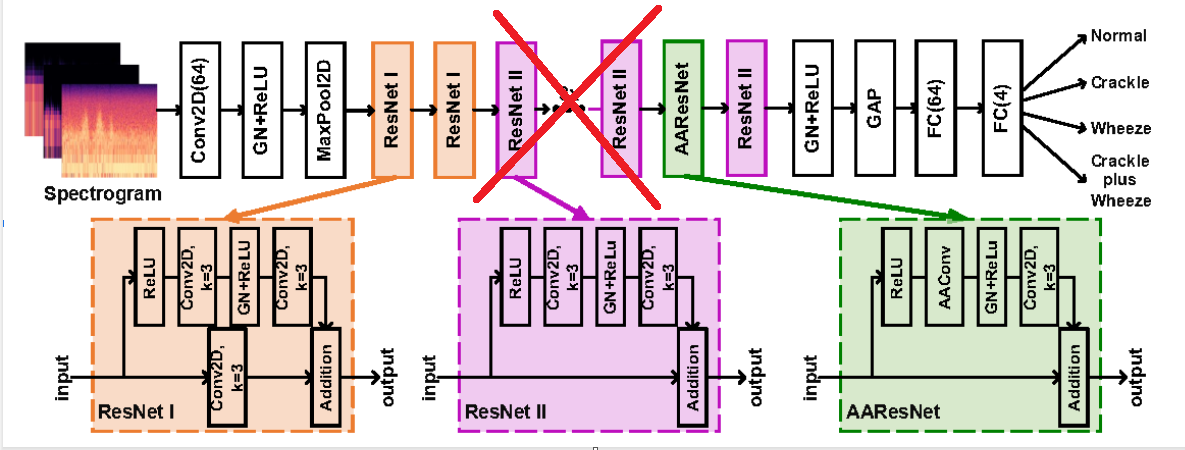 Spectrogram
Conv2D(64)
GN+ReLU
MaxPool2D
ResNet I
ResNet I
ResNet II
ResNet II
AAResNet
ResNet II
GN+ReLU
GAP
FC(64)
FC(4)
Normal
Crackle
Wheeze
Crackle
plus
Wheeze
input
ReLU
Conv2D,
k=3
GN+ReLu
Conv2D,
k=3
Conv2D,
k=3
Addition
output
ResNet I
input
ReLU
Conv2D,
k=3
GN+ReLu
Conv2D,
k=3
Addition
output
ResNet II
input
ReLU
AAConv
GN+ReLu
Conv2D,
k=3
Addition
output
AAResNet